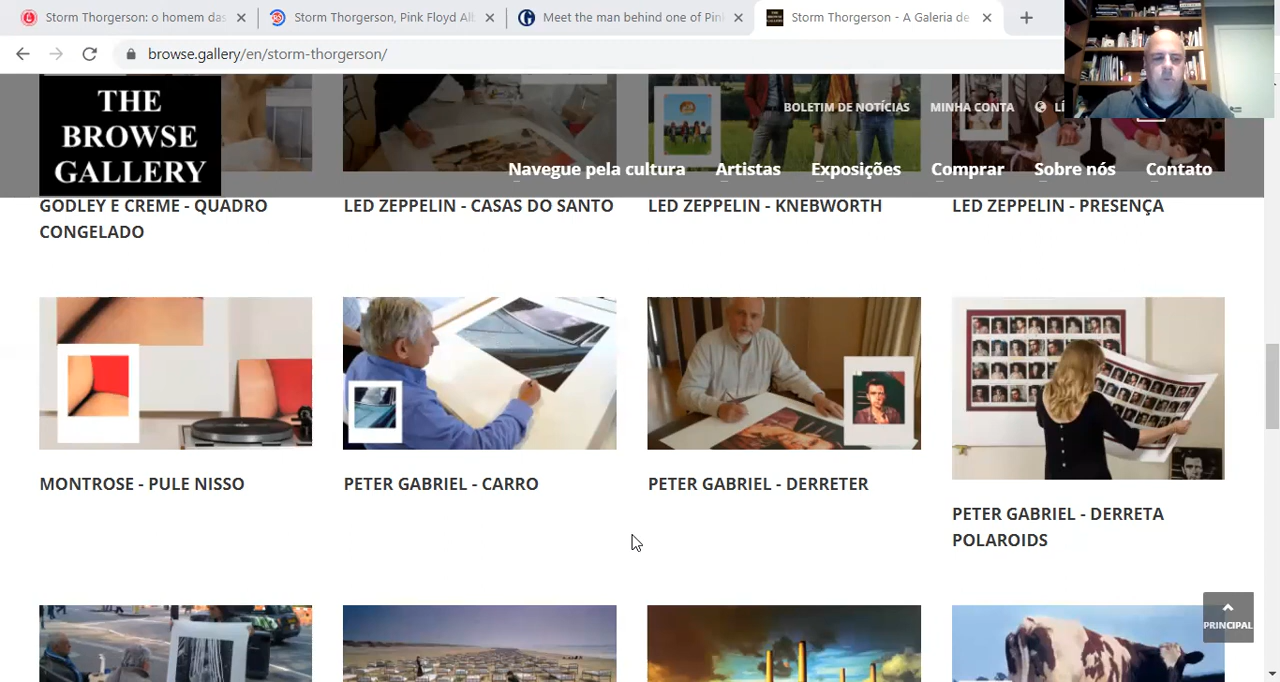 Storm Thorgerson: o homem das
Storm Thorgerson, Pink Floyd Al
Meet the man behind one of Pin
Storm Thorgerson - A Galeria de
browse.gallery/en/storm-thorgerson/
THE
BROWSE
GALLERY
BOLETIM DE NOTÍCIAS MINHA CONTA LÍ
Navegue pela cultura Artistas Exposições Comprar Sobre nós Contato
GODLEY E CREME - QUADRO
CONGELADO
LED ZEPPELIN - CASAS DO SANTO
LED ZEPPELIN - KNEBWORTH
LED ZEPPELIN - PRESENÇA
MONTROSE - PULE NISSO
PETER GABRIEL - CARRO
PETER GABRIEL - DERRETER
PETER GABRIEL - DERRETA
POLAROIDS
PRINCIPAL